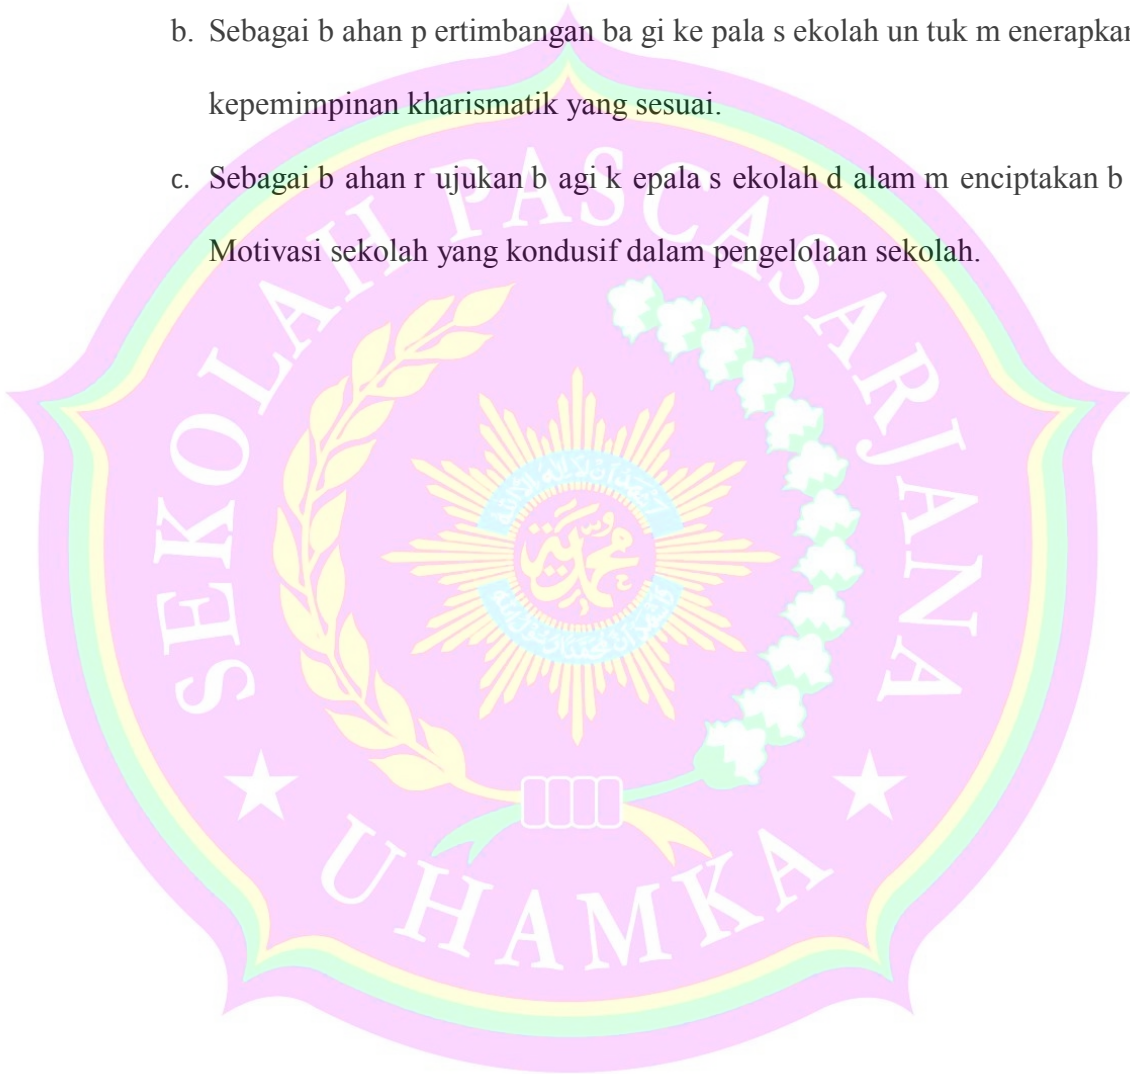 b. Sebagai b ahan p ertimbangan ba gi ke pala s ekolah un tuk m enerapkan
kepemimpinan kharismatik yang sesuai.
c. Sebagai b ahan r ujukan b agi k epala s ekolah d alam m enciptakan b
Motivasi sekolah yang kondusif dalam pengelolaan sekolah.
SEKOLAH PASCASARJANA
محمدية
UHAMKA